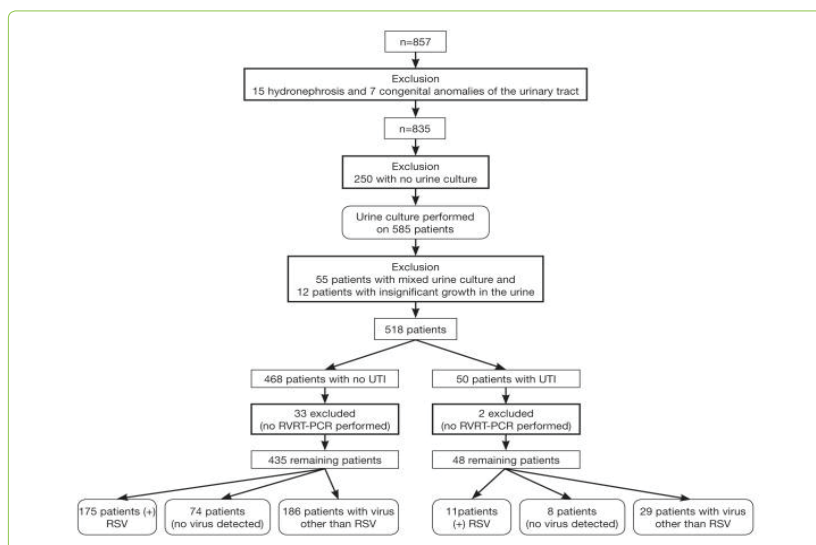 n=857
Exclusion
15 hydronephrosis and 7 congenital anomalies of the urinary tract
n=835
Exclusion
250 with no urine culture
Urine culture performed
on 585 patients
Exclusion
55 patients with mixed urine culture and
12 patients with insignificant growth in the urine
518 patients
468 patients with no UTI
50 patients with UTI
33 excluded
(no RVRT-PCR performed)
2 excluded
(no RVRT-PCR performed)
435 remaining patients
48 remaining patients
175 patients (+)
RSV
74 patients
(no virus detected)
186 patients with virus
other than RSV
11patients
(+) RSV
8 patients
(no virus detected)
29 patients with virus
other than RSV